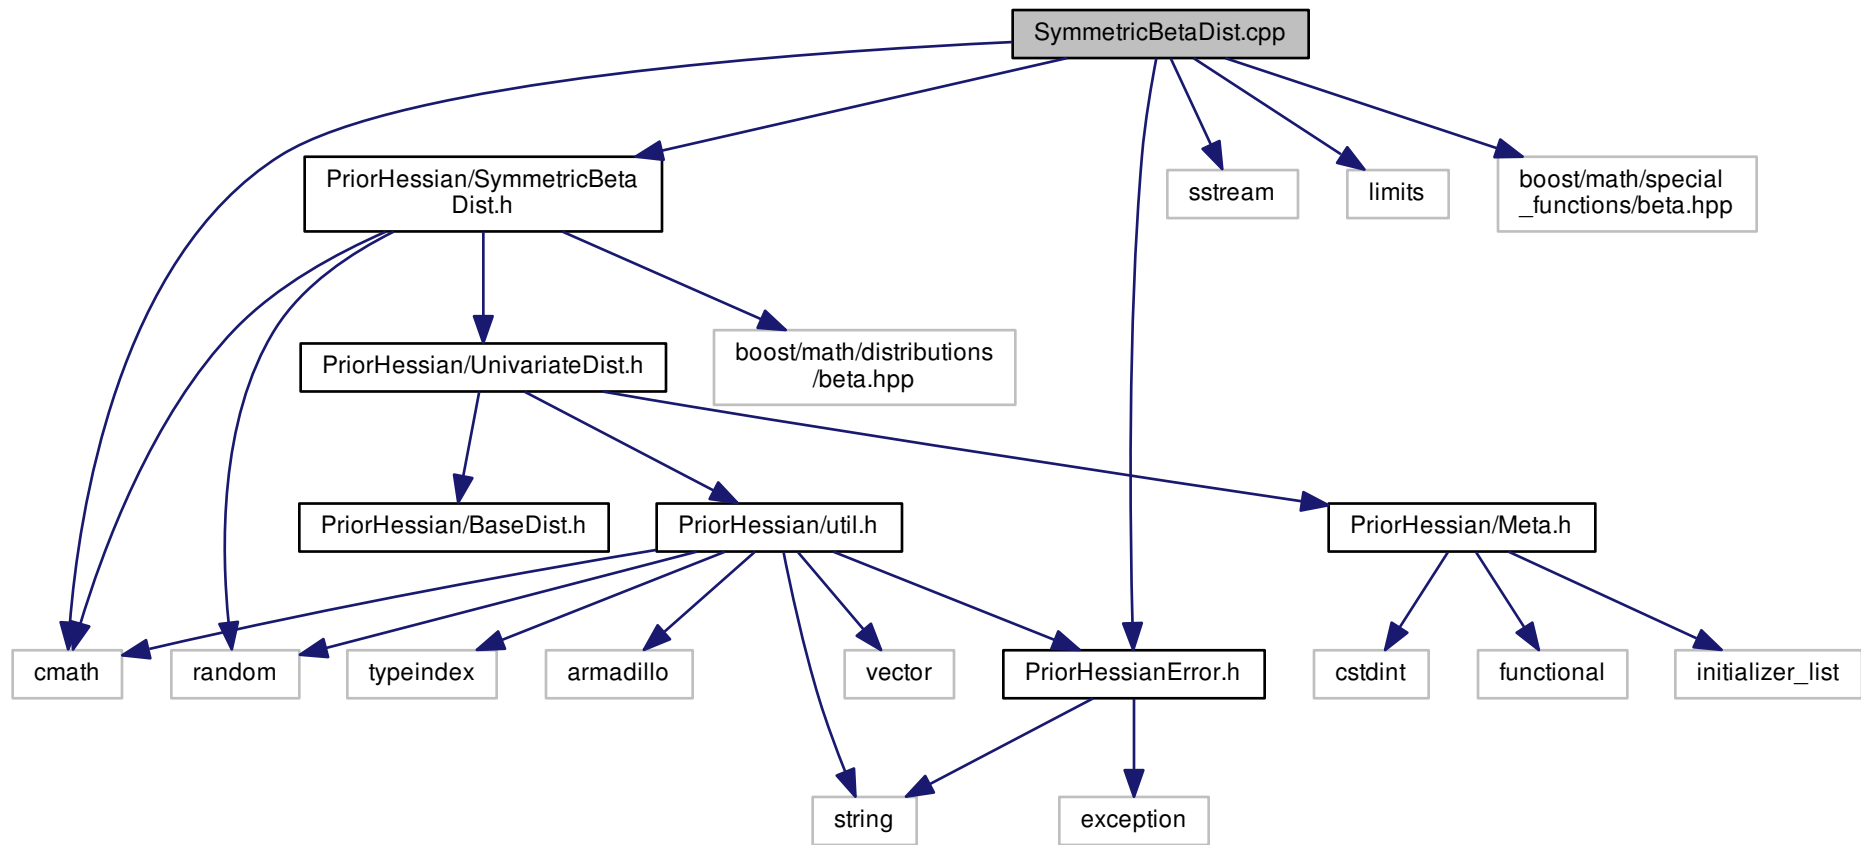 SymmetricBetaDist.cpp
PriorHessian/SymmetricBeta
Dist.h
sstream
limits
boost/math/special
_functions/beta.hpp
PriorHessian/UnivariateDist.h
boost/math/distributions
/beta.hpp
PriorHessian/BaseDist.h
PriorHessian/util.h
PriorHessian/Meta.h
cmath
random
typeindex
armadillo
vector
PriorHessianError.h
cstdint
functional
initializer_list
string
exception